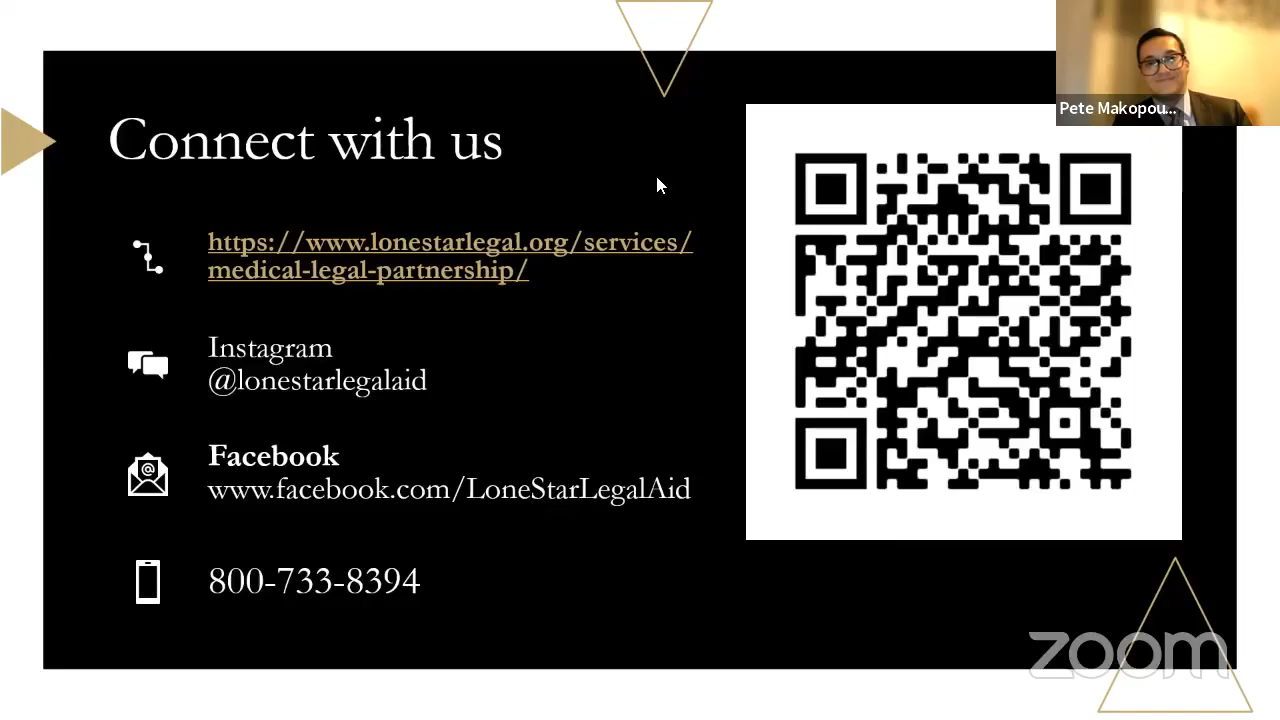 Connect with us
https://www.lonestarlegal.org/services/
medical-legal-partnership/
Instagram
@lonestarlegalaid
Facebook
www.facebook.com/LoneStarLegalAid
800-733-8394
Pete Makopou...
zoom